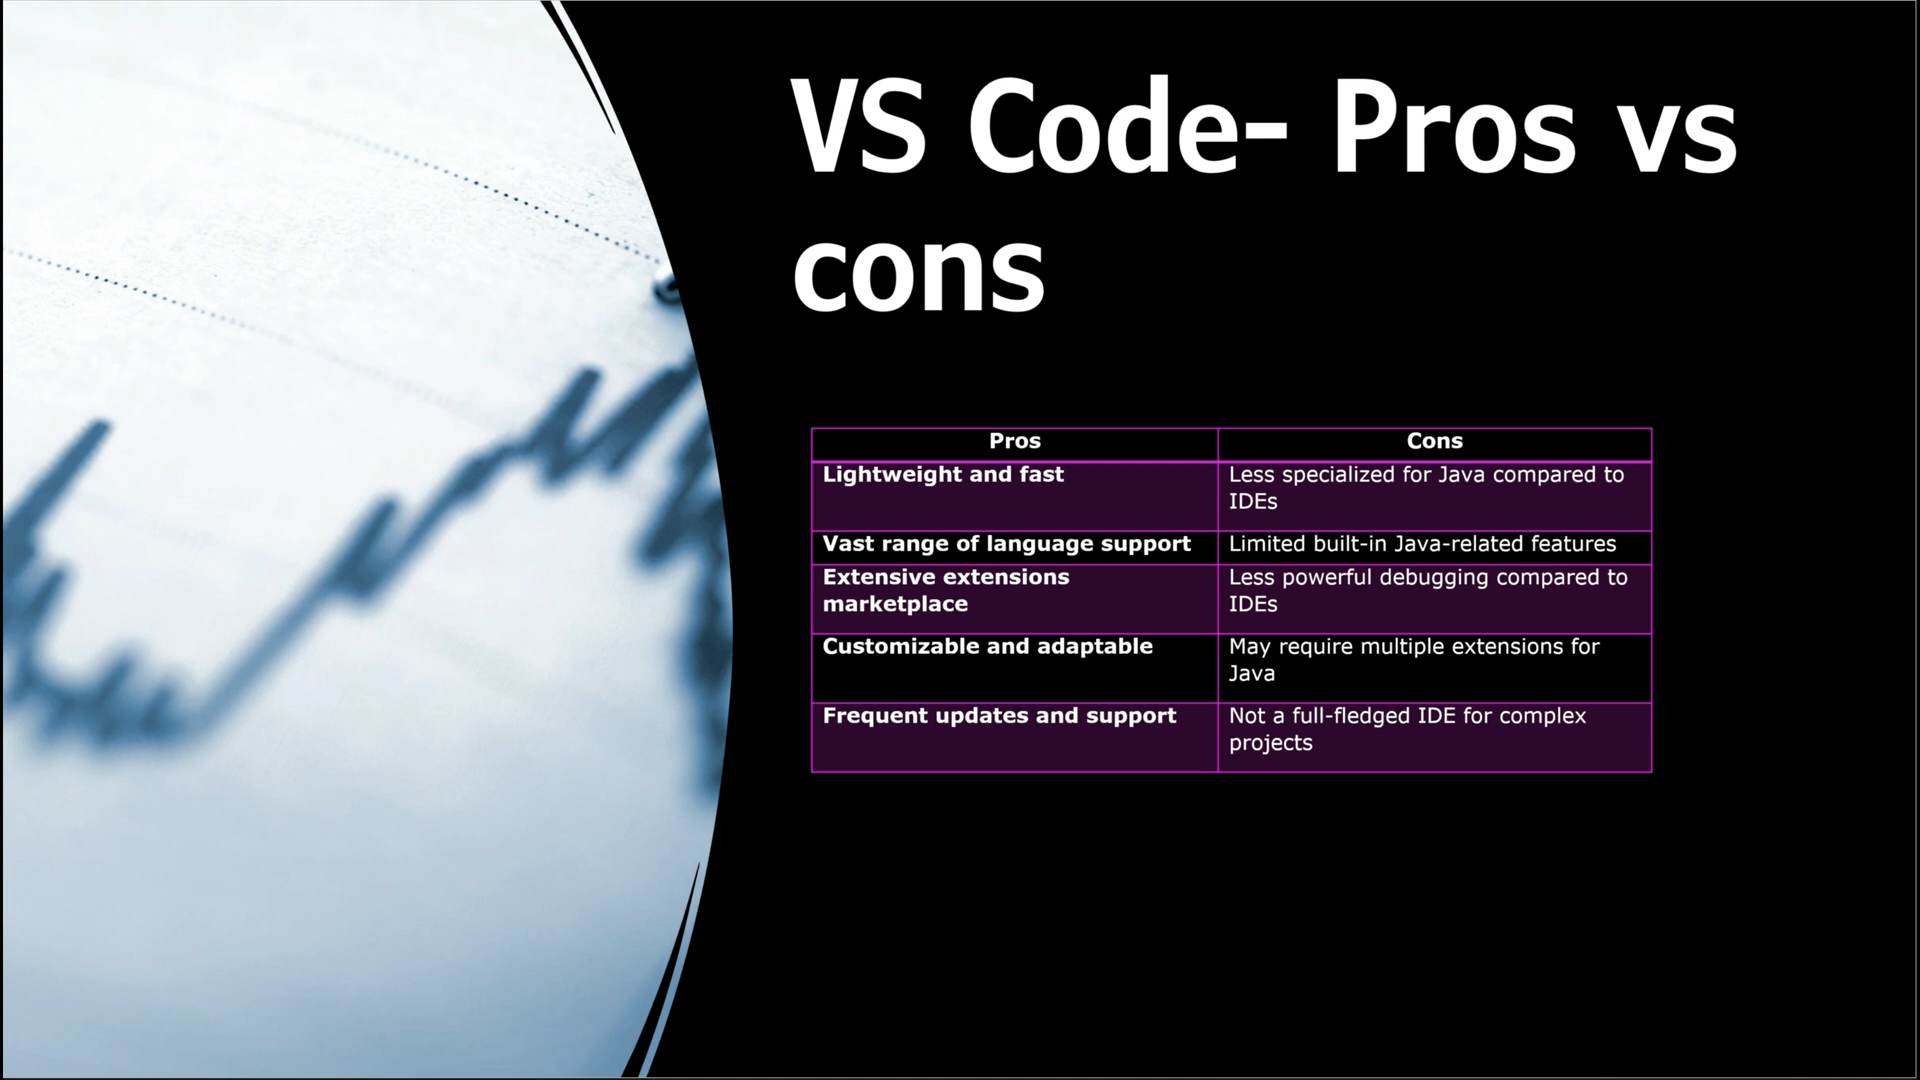 VS Code- Pros vs
cons
Pros
Cons
Lightweight and fast
Less specialized for Java compared to
IDEs
Vast range of language support
Limited built-in Java-related features
Extensive extensions
marketplace
Less powerful debugging compared to
IDEs
Customizable and adaptable
May require multiple extensions for
Java
Frequent updates and support
Not a full-fledged IDE for complex
projects